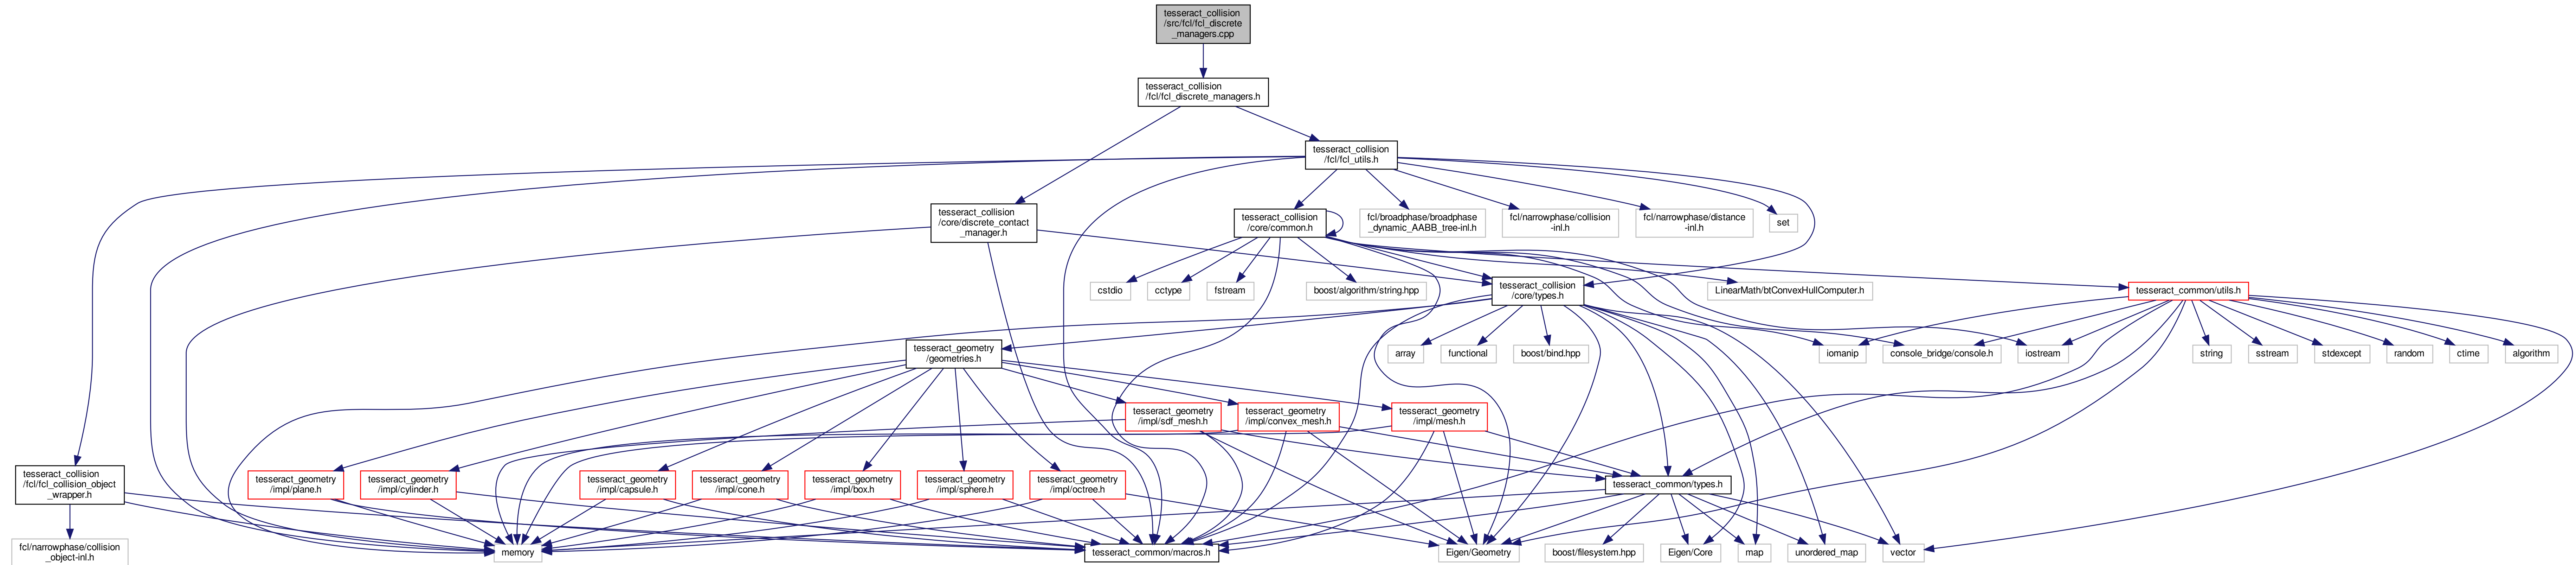 tesseract_collision
/src/fcl/fcl_discrete
_managers.cpp
tesseract_collision
/fcl/fcl_discrete_managers.h
tesseract_collision
/fcl/fcl_utils.h
tesseract_collision
/core/discrete_contact
_manager.h
tesseract_collision
/core/common.h
fcl/broadphase/broadphase
_dynamic_AABB_tree-inl.h
fcl/narrowphase/collision
-inl.h
fcl/narrowphase/distance
-inl.h
set
cstdio
cctype
fstream
boost/algorithm/string.hpp
tesseract_collision
/core/types.h
LinearMath/btConvexHullComputer.h
tesseract_common/utils.h
tesseract_geometry
/geometries.h
array
functional
boost/bind.hpp
iomanip
console_bridge/console.h
iostream
string
sstream
stdexcept
random
ctime
algorithm
tesseract_geometry
/impl/sdf_mesh.h
tesseract_geometry
/impl/convex_mesh.h
tesseract_geometry
/impl/mesh.h
tesseract_collision
/fcl/fcl_collision_object
_wrapper.h
tesseract_geometry
/impl/plane.h
tesseract_geometry
/impl/cylinder.h
tesseract_geometry
/impl/capsule.h
tesseract_geometry
/impl/cone.h
tesseract_geometry
/impl/box.h
tesseract_geometry
/impl/sphere.h
tesseract_geometry
/impl/octree.h
tesseract_common/types.h
fcl/narrowphase/collision
_object-inl.h
memory
tesseract_common/macros.h
Eigen/Geometry
boost/filesystem.hpp
Eigen/Core
map
unordered_map
vector